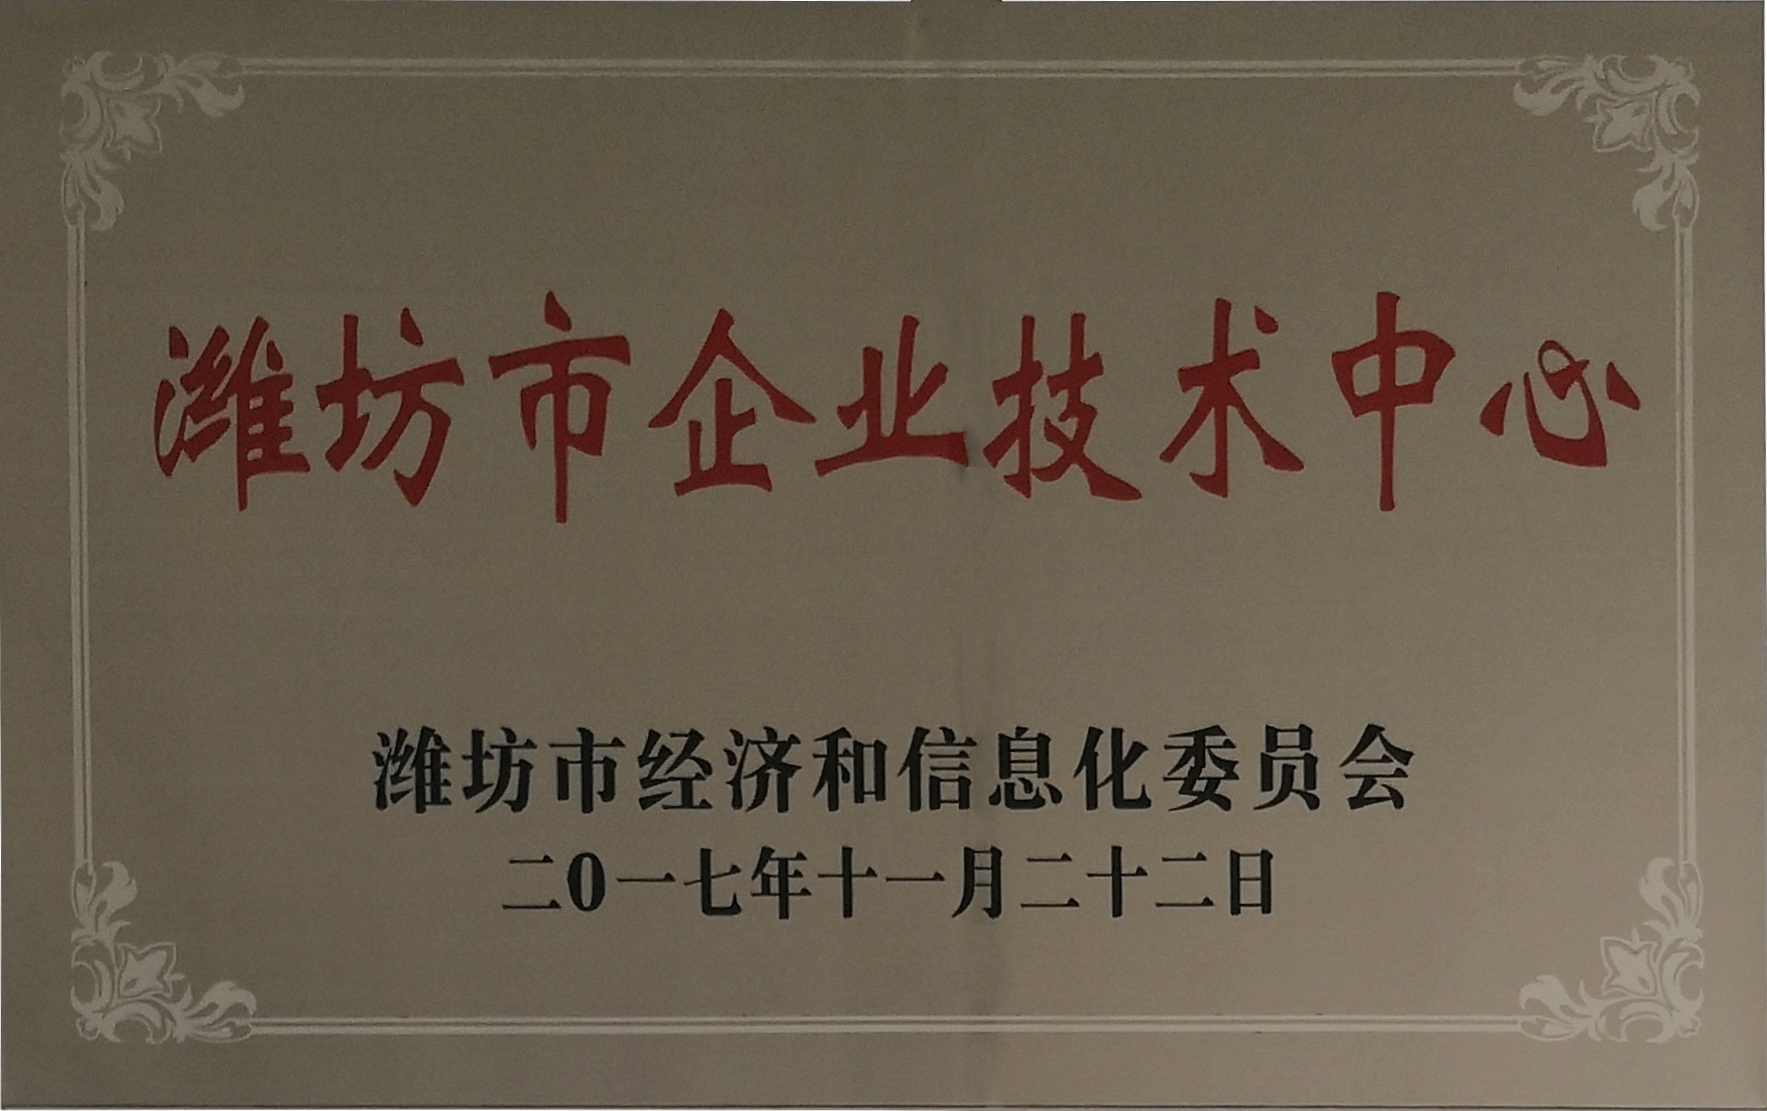 潍坊市企业技术中心
潍坊市经济和信息化委员会
二0一七年十一月二十二日